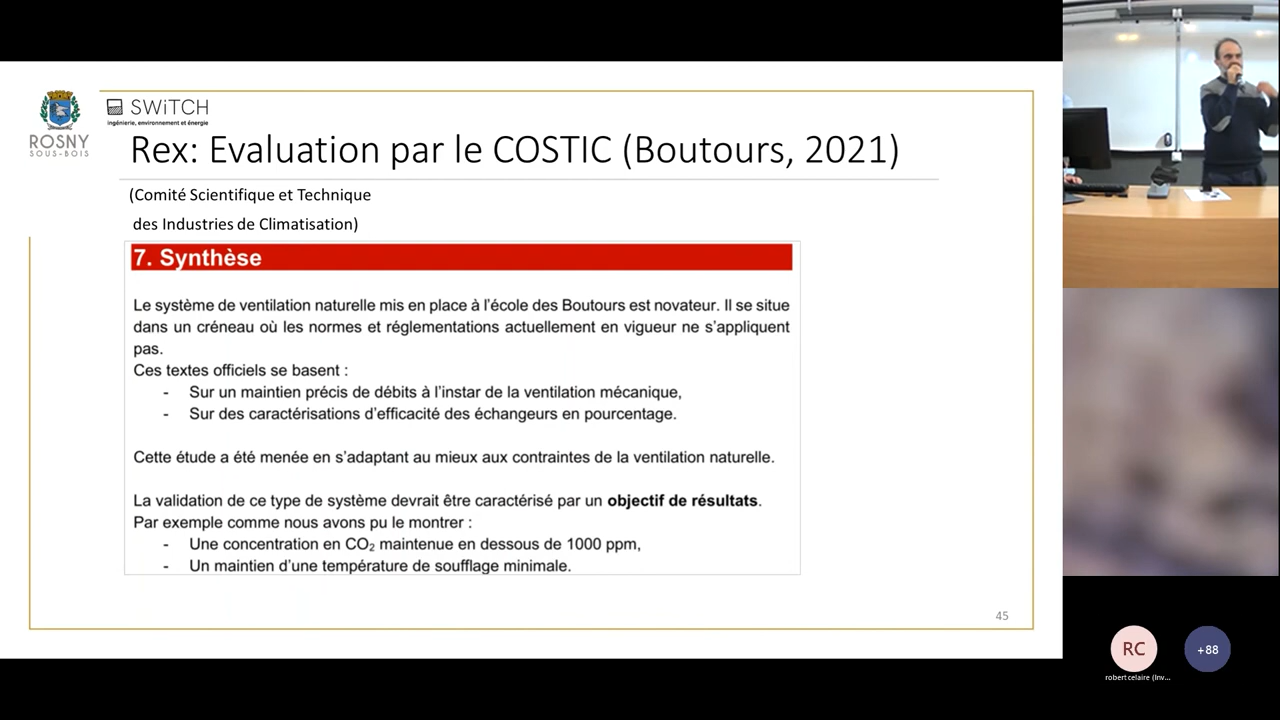 ROSNY
SOUS-BOIS
SWiTCH
ingénierie, environnement et énergie
Rex: Evaluation par le COSTIC (Boutours, 2021)
(Comité Scientifique et Technique
des Industries de Climatisation)
7. Synthèse
Le système de ventilation naturelle mis en place à l'école des Boutours est novateur. Il se situe
dans un créneau où les normes et réglementations actuellement en vigueur ne s'appliquent
pas.
Ces textes officiels se basent :
- Sur un maintien précis de débits à l'instar de la ventilation mécanique,
- Sur des caractérisations d'efficacité des échangeurs en pourcentage.
Cette étude a été menée en s'adaptant au mieux aux contraintes de la ventilation naturelle.
La validation de ce type de système devrait être caractérisé par un objectif de résultats.
Par exemple comme nous avons pu le montrer :
- Une concentration en CO₂ maintenue en dessous de 1000 ppm,
- Un maintien d'une température de soufflage minimale.
45
RC
+88
robert celaire (Inv...